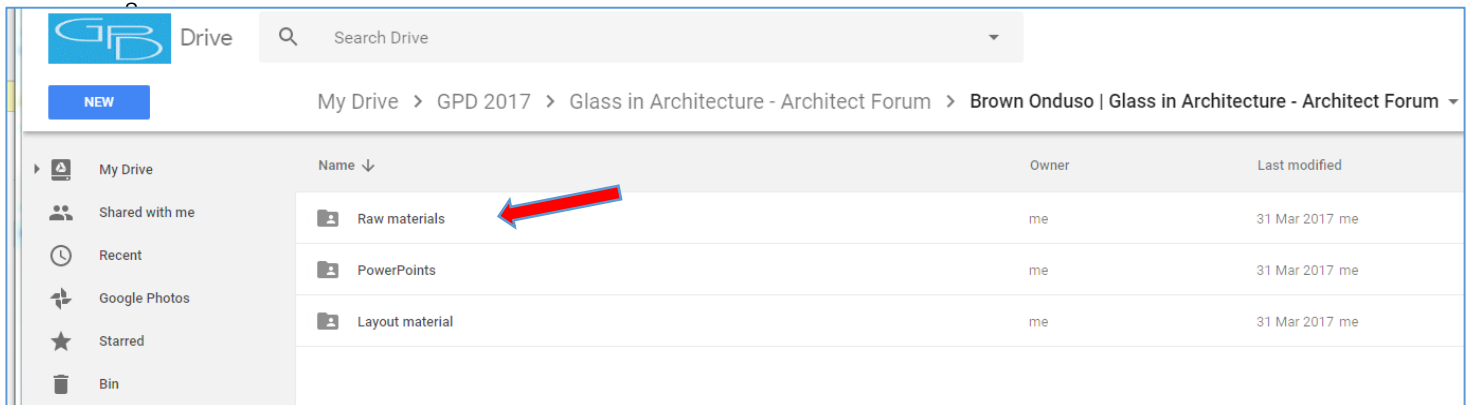 GPD Drive Search Drive
NEW My Drive > GPD 2017 > Glass in Architecture - Architect Forum > Brown Onduso | Glass in Architecture - Architect Forum
My Drive Name Owner Last modified
Shared with me Raw materials me 31 Mar 2017 me
Recent PowerPoints me 31 Mar 2017 me
Google Photos
Layout material me 31 Mar 2017 me
Starred
Bin